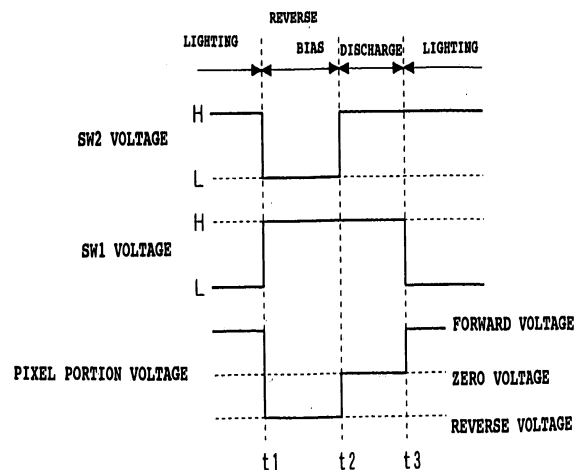 REVERSE
LIGHTING BIAS DISCHARGE LIGHTING
H
SW2 VOLTAGE
L
H
SW1 VOLTAGE
L
FORWARD VOLTAGE
PIXEL PORTION VOLTAGE
ZERO VOLTAGE
REVERSE VOLTAGE
t1 t2 t3